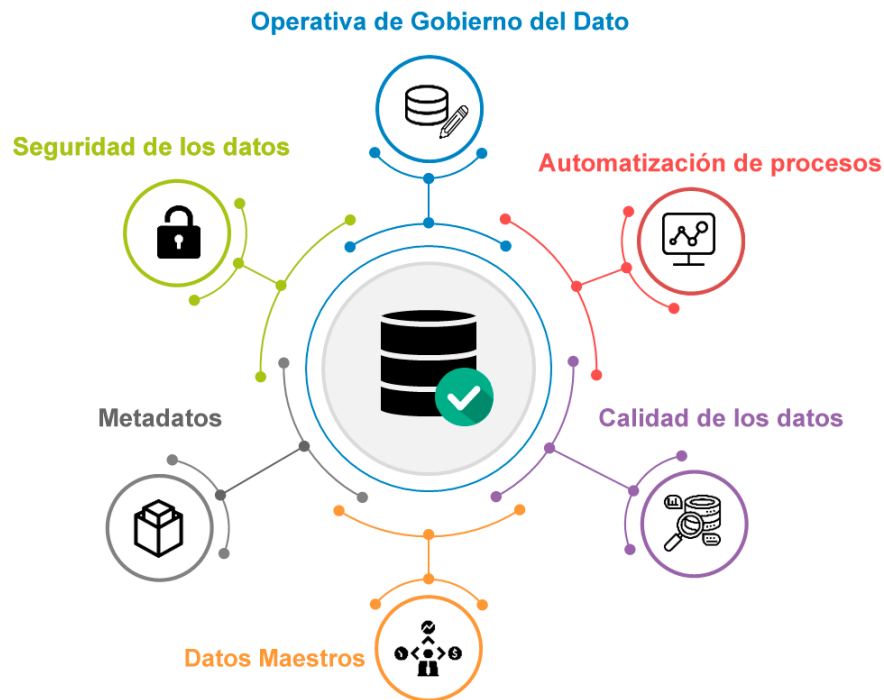 Operativa de Gobierno del Dato
Seguridad de los datos
Automatización de procesos
Metadatos
Calidad de los datos
Datos Maestros